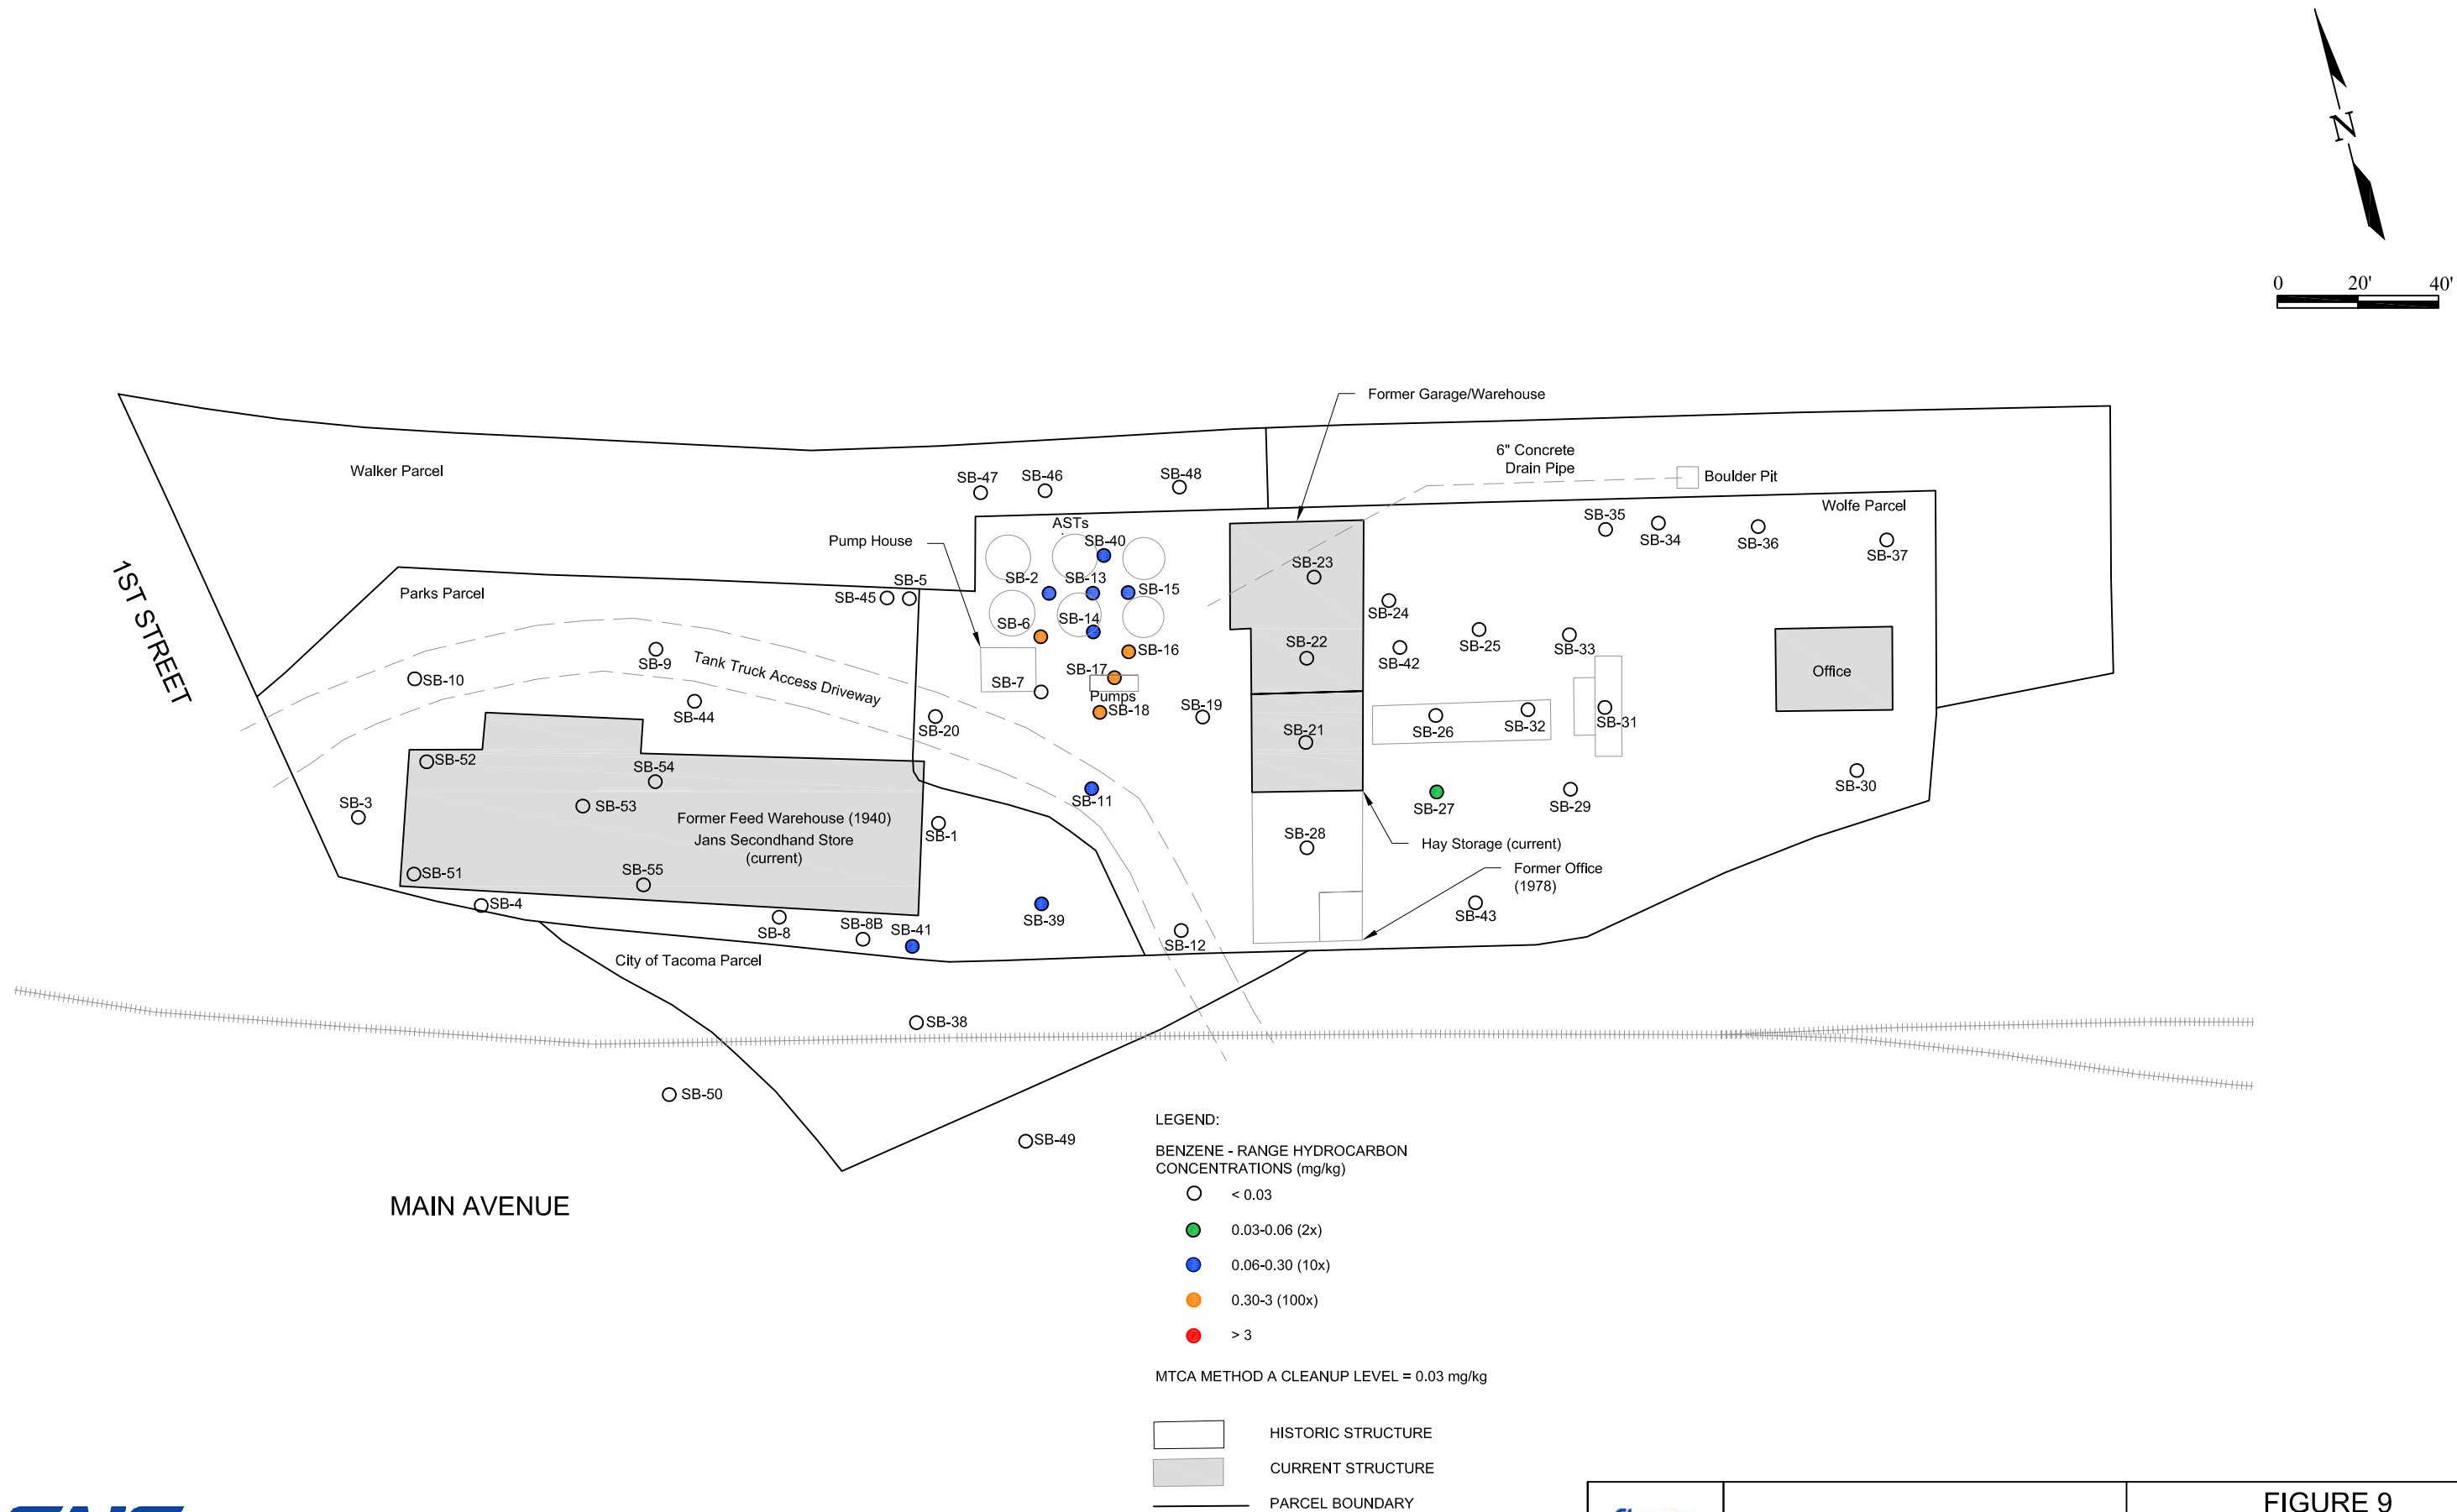 N
0 20' 40'
Former Garage/Warehouse
6" Concrete
Drain Pipe
Boulder Pit
Walker Parcel
SB-47
SB-46
SB-48
Wolfe Parcel
SB-35
SB-34
SB-36
SB-37
ASTs
SB-40
Pump House
SB-23
1ST STREET
Parks Parcel
SB-5
SB-45
SB-2
SB-13
SB-15
SB-24
SB-6
SB-14
SB-22
SB-25
SB-33
SB-42
SB-9
Tank Truck Access Driveway
SB-16
SB-17
SB-7
Pumps
SB-18
SB-19
Office
SB-10
SB-44
SB-20
SB-21
SB-26
SB-32
SB-31
SB-52
SB-54
SB-53
SB-3
SB-11
SB-27
SB-29
SB-30
Former Feed Warehouse (1940)
Jans Secondhand Store
(current)
SB-1
SB-28
Hay Storage (current)
Former Office
(1978)
SB-51
SB-55
SB-4
SB-8
SB-8B
SB-41
SB-39
SB-12
SB-43
City of Tacoma Parcel
SB-38
SB-50
SB-49
MAIN AVENUE
LEGEND:
BENZENE - RANGE HYDROCARBON
CONCENTRATIONS (mg/kg)
< 0.03
0.03-0.06 (2x)
0.06-0.30 (10x)
0.30-3 (100x)
> 3
MTCA METHOD A CLEANUP LEVEL = 0.03 mg/kg
HISTORIC STRUCTURE
CURRENT STRUCTURE
PARCEL BOUNDARY
FIGURE 9